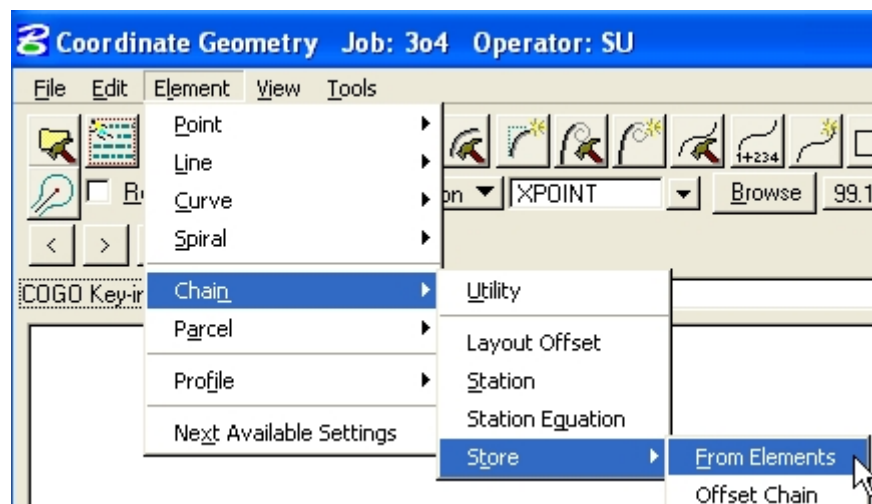 Coordinate Geometry Job: 3o4 Operator: SU
File Edit Element View Tools
Point
Line
1+234
Curve
XPOINT
Browse
99.1
Spiral
Chain
Utility
COGO Key-in
Parcel
Layout Offset
Profile
Station
Next Available Settings
Station Equation
Store
From Elements
Offset Chain